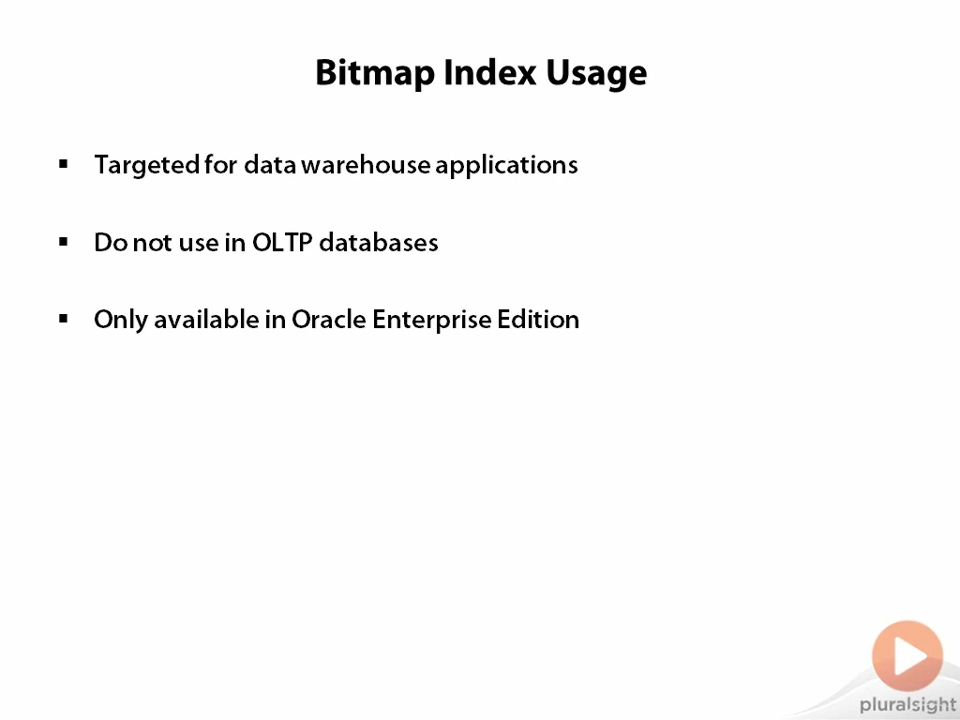 Bitmap Index Usage
▪ Targeted for data warehouse applications
▪ Do not use in OLTP databases
▪ Only available in Oracle Enterprise Edition
pluralsight